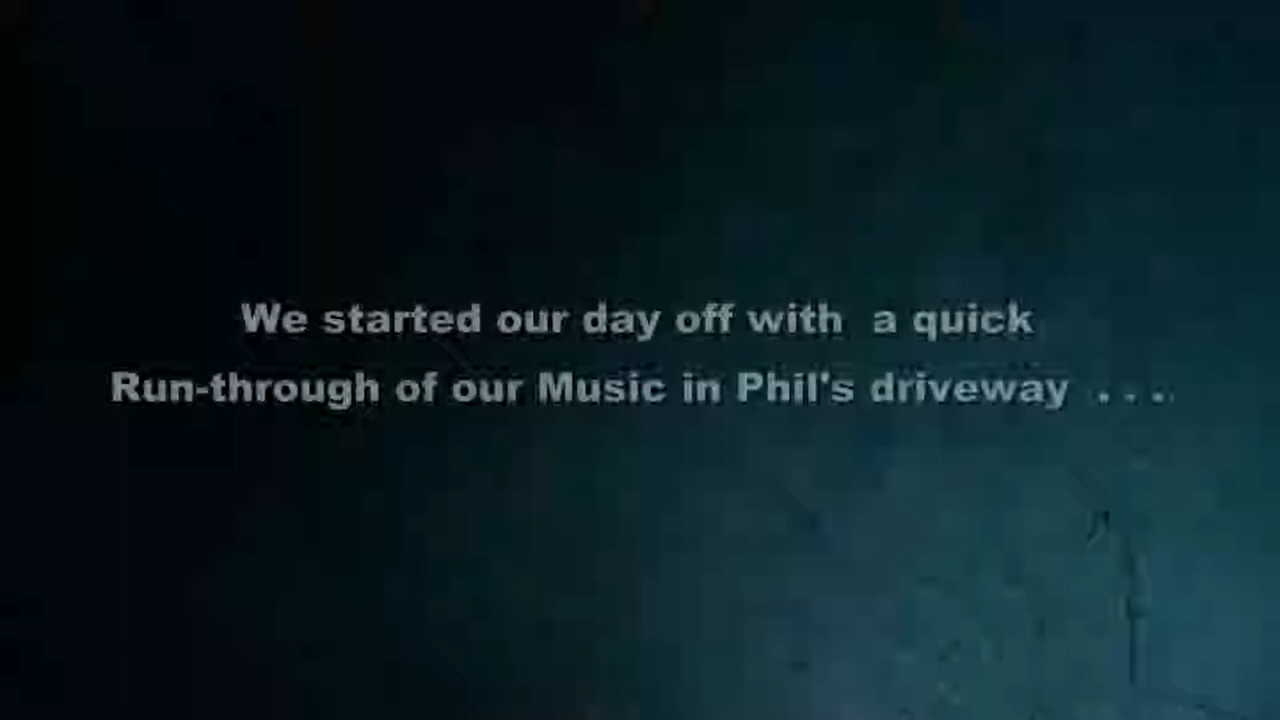 We started our day off with  a quick
Run-through of our Music in Phil's driveway . . .